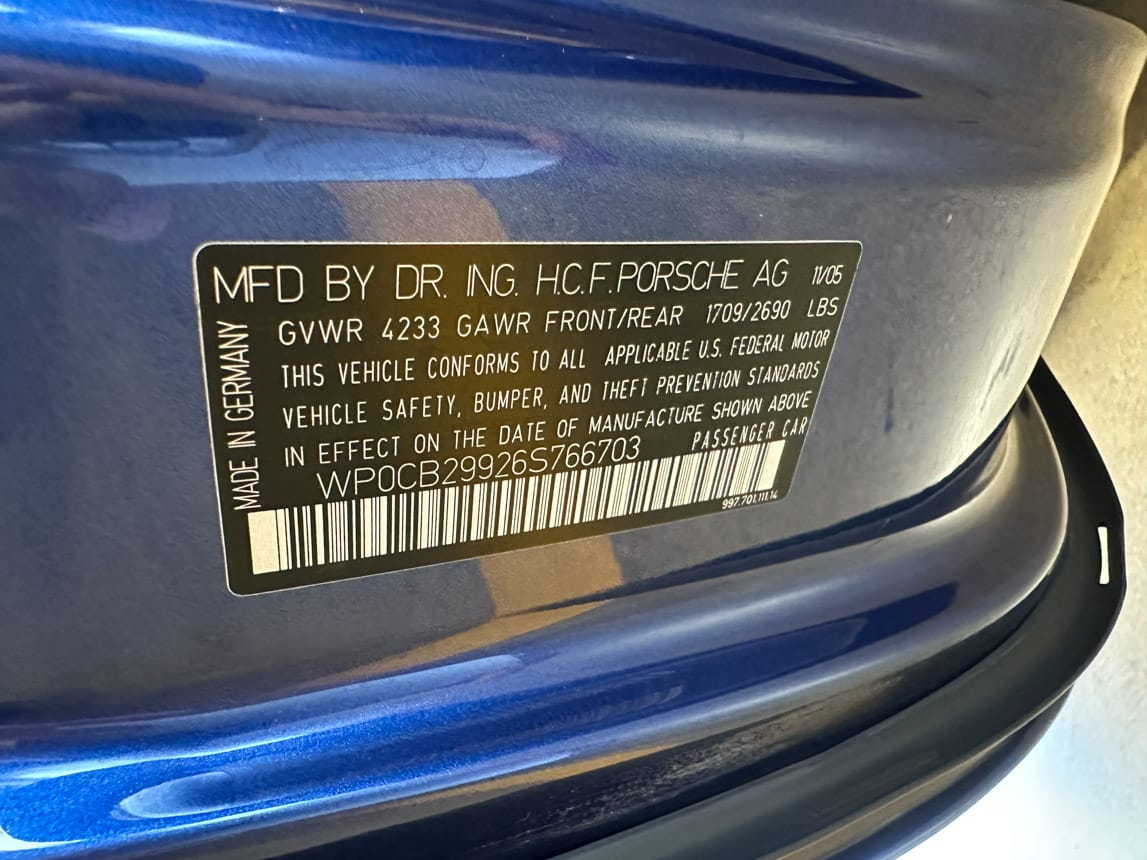 MFD BY DR. ING. H.C.F.PORSCHE AG 11/05
GVWR 4233 GAWR FRONT/REAR 1709/2690 LBS
THIS VEHICLE CONFORMS TO ALL APPLICABLE U.S. FEDERAL MOTOR
VEHICLE SAFETY, BUMPER, AND THEFT PREVENTION STANDARDS
IN EFFECT ON THE DATE OF MANUFACTURE SHOWN ABOVE
WP0CB29926S766703 PASSENGER CAR
997.701.111.14
MADE IN GERMANY